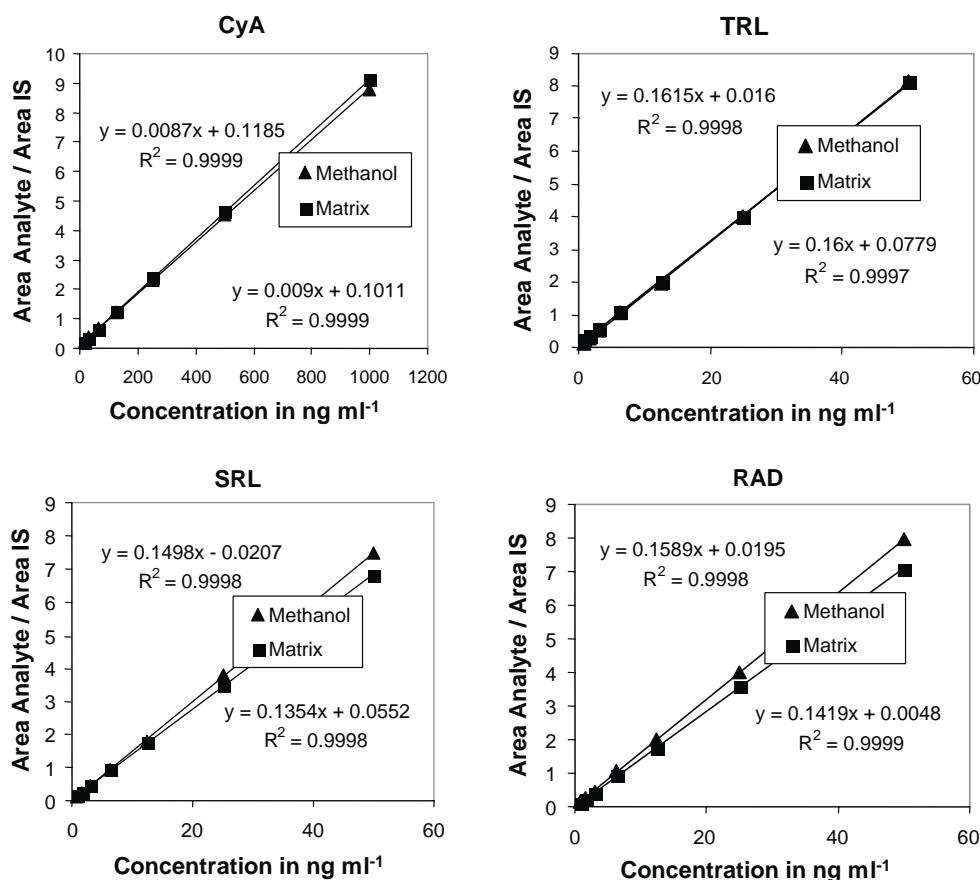 CyA
Area Analyte / Area IS
10
9
8
7
6
5
4
3
2
1
0
y = 0.0087x + 0.1185
R² = 0.9999
Methanol
Matrix
y = 0.009x + 0.1011
R² = 0.9999
0 200 400 600 800 1000 1200
Concentration in ng ml⁻¹
TRL
Area Analyte / Area IS
9
8
7
6
5
4
3
2
1
0
y = 0.1615x + 0.016
R² = 0.9998
Methanol
Matrix
y = 0.16x + 0.0779
R² = 0.9997
0 20 40 60
Concentration in ng ml⁻¹
SRL
Area Analyte / Area IS
9
8
7
6
5
4
3
2
1
0
y = 0.1498x - 0.0207
R² = 0.9998
Methanol
Matrix
y = 0.1354x + 0.0552
R² = 0.9998
0 20 40 60
Concentration in ng ml⁻¹
RAD
Area Analyte / Area IS
9
8
7
6
5
4
3
2
1
0
y = 0.1589x + 0.0195
R² = 0.9998
Methanol
Matrix
y = 0.1419x + 0.0048
R² = 0.9999
0 20 40 60
Concentration in ng ml⁻¹